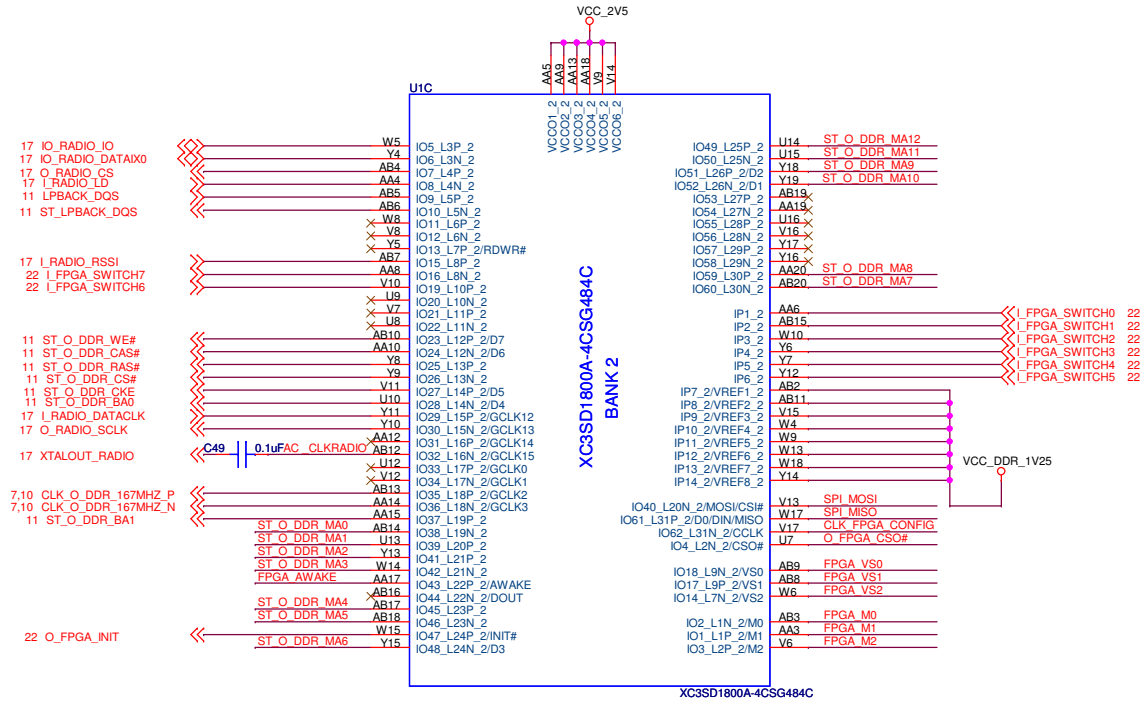 VCC_2V5
AA5 AA9 AA13 AA18 V9 V14
U1C
VCCO1_2 VCCO2_2 VCCO3_2 VCCO4_2 VCCO5_2 VCCO6_2
17 IO_RADIO_IO W5 IO5_L3P_2
17 IO_RADIO_DATAIX0 Y4 IO6_L3N_2
17 O_RADIO_CS AB4 IO7_L4P_2
17 I_RADIO_LD AA4 IO8_L4N_2
11 LPBACK_DQS AB5 IO9_L5P_2
11 ST_LPBACK_DQS AB6 IO10_L5N_2
W8 IO11_L6P_2
V8 IO12_L6N_2
Y5 IO13_L7P_2/RDWR#
17 I_RADIO_RSSI AB7 IO15_L8P_2
22 I_FPGA_SWITCH7 AA8 IO16_L8N_2
22 I_FPGA_SWITCH6 V10 IO19_L10P_2
U9 IO20_L10N_2
V7 IO21_L11P_2
U8 IO22_L11N_2
11 ST_O_DDR_WE# AB10 IO23_L12P_2/D7
11 ST_O_DDR_CAS# AA10 IO24_L12N_2/D6
11 ST_O_DDR_RAS# Y8 IO25_L13P_2
11 ST_O_DDR_CS# Y9 IO26_L13N_2
11 ST_O_DDR_CKE V11 IO27_L14P_2/D5
11 ST_O_DDR_BA0 U10 IO28_L14N_2/D4
17 I_RADIO_DATACLK Y11 IO29_L15P_2/GCLK12
17 O_RADIO_SCLK Y10 IO30_L15N_2/GCLK13
AA12 IO31_L16P_2/GCLK14
17 XTALOUT_RADIO C49 0.1uF AC_CLKRADIO AB12 IO32_L16N_2/GCLK15
U12 IO33_L17P_2/GCLK0
V12 IO34_L17N_2/GCLK1
7,10 CLK_O_DDR_167MHZ_P AB13 IO35_L18P_2/GCLK2
7,10 CLK_O_DDR_167MHZ_N AA14 IO36_L18N_2/GCLK3
11 ST_O_DDR_BA1 AA15 IO37_L19P_2
ST_O_DDR_MA0 AB14 IO38_L19N_2
ST_O_DDR_MA1 U13 IO39_L20P_2
ST_O_DDR_MA2 Y13 IO41_L21P_2
ST_O_DDR_MA3 W14 IO42_L21N_2
FPGA_AWAKE AA17 IO43_L22P_2/AWAKE
AB16 IO44_L22N_2/DOUT
ST_O_DDR_MA4 AB17 IO45_L23P_2
ST_O_DDR_MA5 AB18 IO46_L23N_2
22 O_FPGA_INIT W15 IO47_L24P_2/INIT#
ST_O_DDR_MA6 Y15 IO48_L24N_2/D3
XC3SD1800A-4CSG484C
BANK 2
IO49_L25P_2 U14 ST_O_DDR_MA12
IO50_L25N_2 U15 ST_O_DDR_MA11
IO51_L26P_2/D2 Y18 ST_O_DDR_MA9
IO52_L26N_2/D1 Y19 ST_O_DDR_MA10
IO53_L27P_2 AB19
IO54_L27N_2 AA19
IO55_L28P_2 U16
IO56_L28N_2 V16
IO57_L29P_2 Y17
IO58_L29N_2 Y16
IO59_L30P_2 AA20 ST_O_DDR_MA8
IO60_L30N_2 AB20 ST_O_DDR_MA7
IP1_2 AA6 I_FPGA_SWITCH0 22
IP2_2 AB15 I_FPGA_SWITCH1 22
IP3_2 W10 I_FPGA_SWITCH2 22
IP4_2 Y6 I_FPGA_SWITCH3 22
IP5_2 Y7 I_FPGA_SWITCH4 22
IP6_2 Y12 I_FPGA_SWITCH5 22
IP7_2/VREF1_2 AB2
IP8_2/VREF2_2 AB11
IP9_2/VREF3_2 V15
IP10_2/VREF4_2 W4
IP11_2/VREF5_2 W9
IP12_2/VREF6_2 W13
IP13_2/VREF7_2 W18
IP14_2/VREF8_2 Y14
VCC_DDR_1V25
IO40_L20N_2/MOSI/CSI# V13 SPI_MOSI
IO61_L31P_2/D0/DIN/MISO W17 SPI_MISO
IO62_L31N_2/CCLK V17 CLK_FPGA_CONFIG
IO4_L2N_2/CSO# U7 O_FPGA_CSO#
IO18_L9N_2/VS0 AB9 FPGA_VS0
IO17_L9P_2/VS1 AB8 FPGA_VS1
IO14_L7N_2/VS2 W6 FPGA_VS2
IO2_L1N_2/M0 AB3 FPGA_M0
IO1_L1P_2/M1 AA3 FPGA_M1
IO3_L2P_2/M2 V6 FPGA_M2
XC3SD1800A-4CSG484C